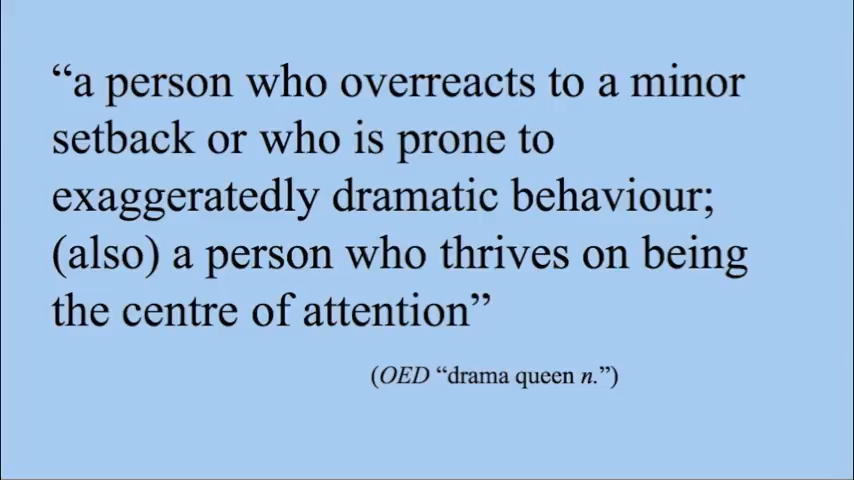 “a person who overreacts to a minor
setback or who is prone to
exaggeratedly dramatic behaviour;
(also) a person who thrives on being
the centre of attention”
(OED “drama queen n.”)